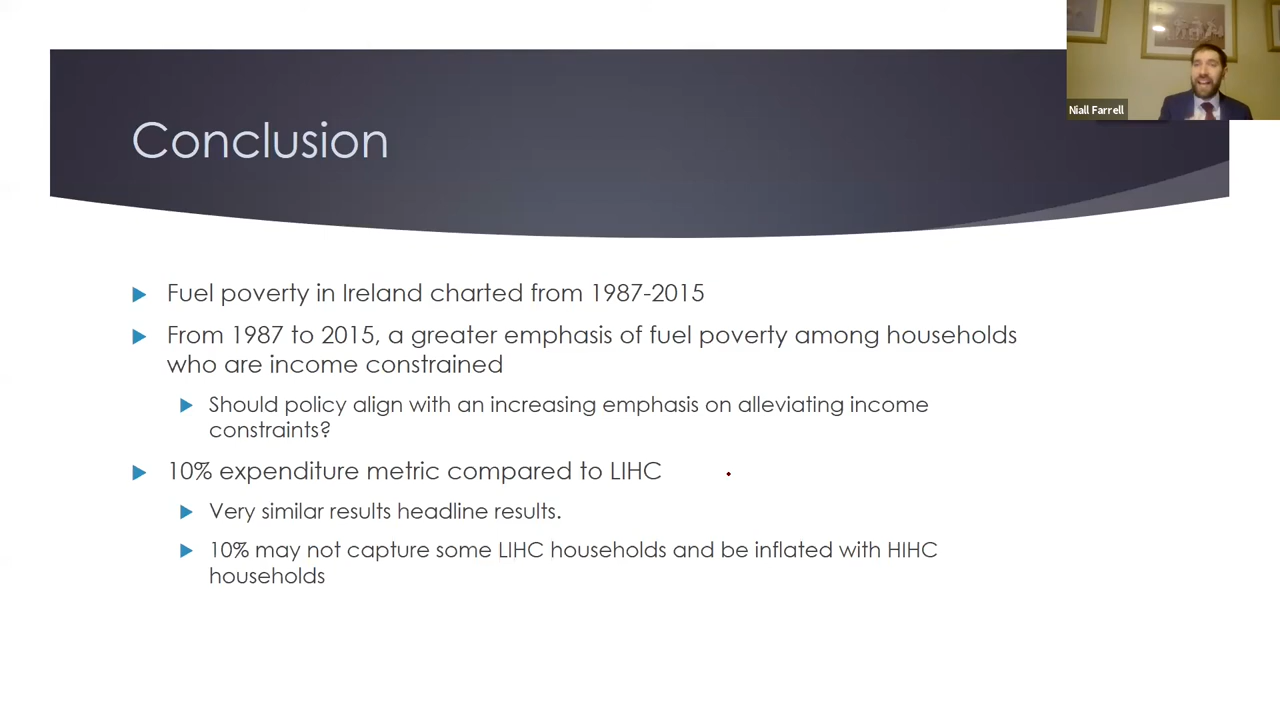 Niall Farrell
Conclusion
Fuel poverty in Ireland charted from 1987-2015
From 1987 to 2015, a greater emphasis of fuel poverty among households
who are income constrained
Should policy align with an increasing emphasis on alleviating income
constraints?
10% expenditure metric compared to LIHC
Very similar results headline results.
10% may not capture some LIHC households and be inflated with HIHC
households